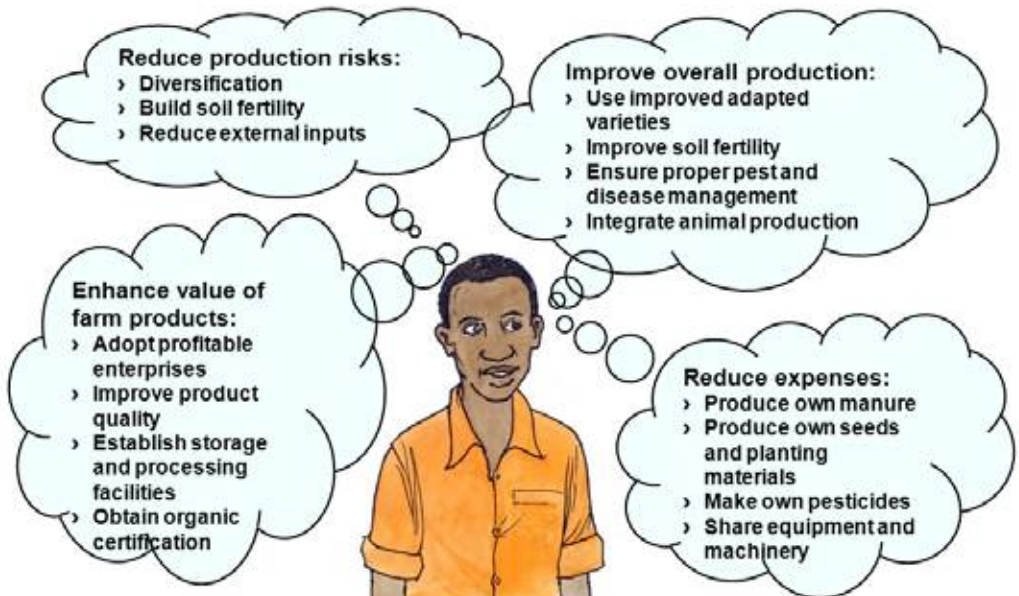 Reduce production risks:
› Diversification
› Build soil fertility
› Reduce external inputs
Improve overall production:
› Use improved adapted
varieties
› Improve soil fertility
› Ensure proper pest and
disease management
› Integrate animal production
Enhance value of
farm products:
› Adopt profitable
enterprises
› Improve product
quality
› Establish storage
and processing
facilities
› Obtain organic
certification
Reduce expenses:
› Produce own manure
› Produce own seeds
and planting
materials
› Make own pesticides
› Share equipment and
machinery